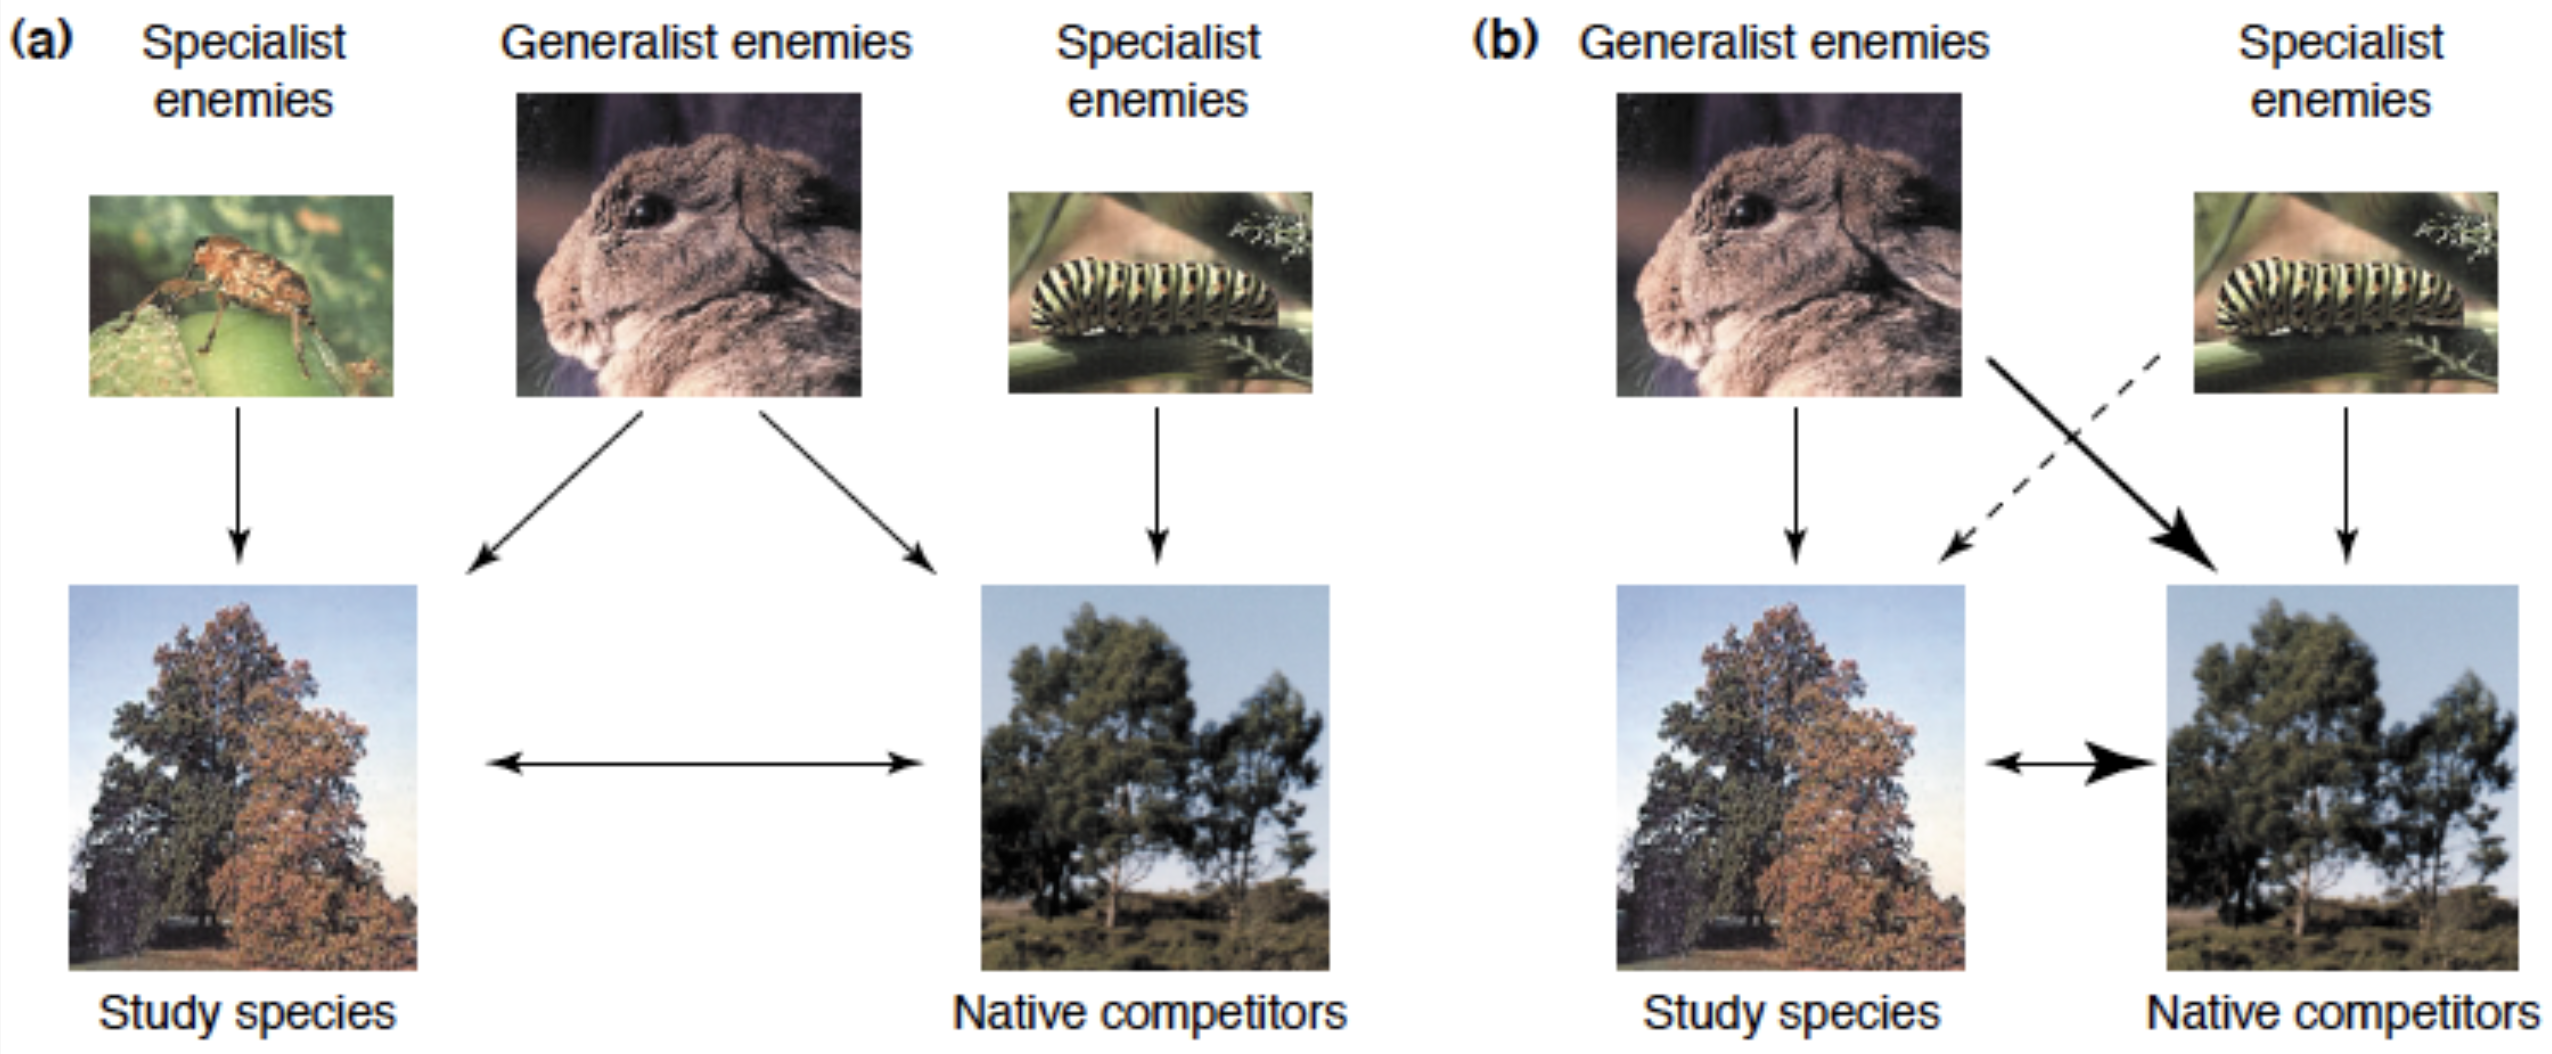 (a)
Specialist
enemies
Generalist enemies
Specialist
enemies
Study species
Native competitors
(b)
Generalist enemies
Specialist
enemies
Study species
Native competitors